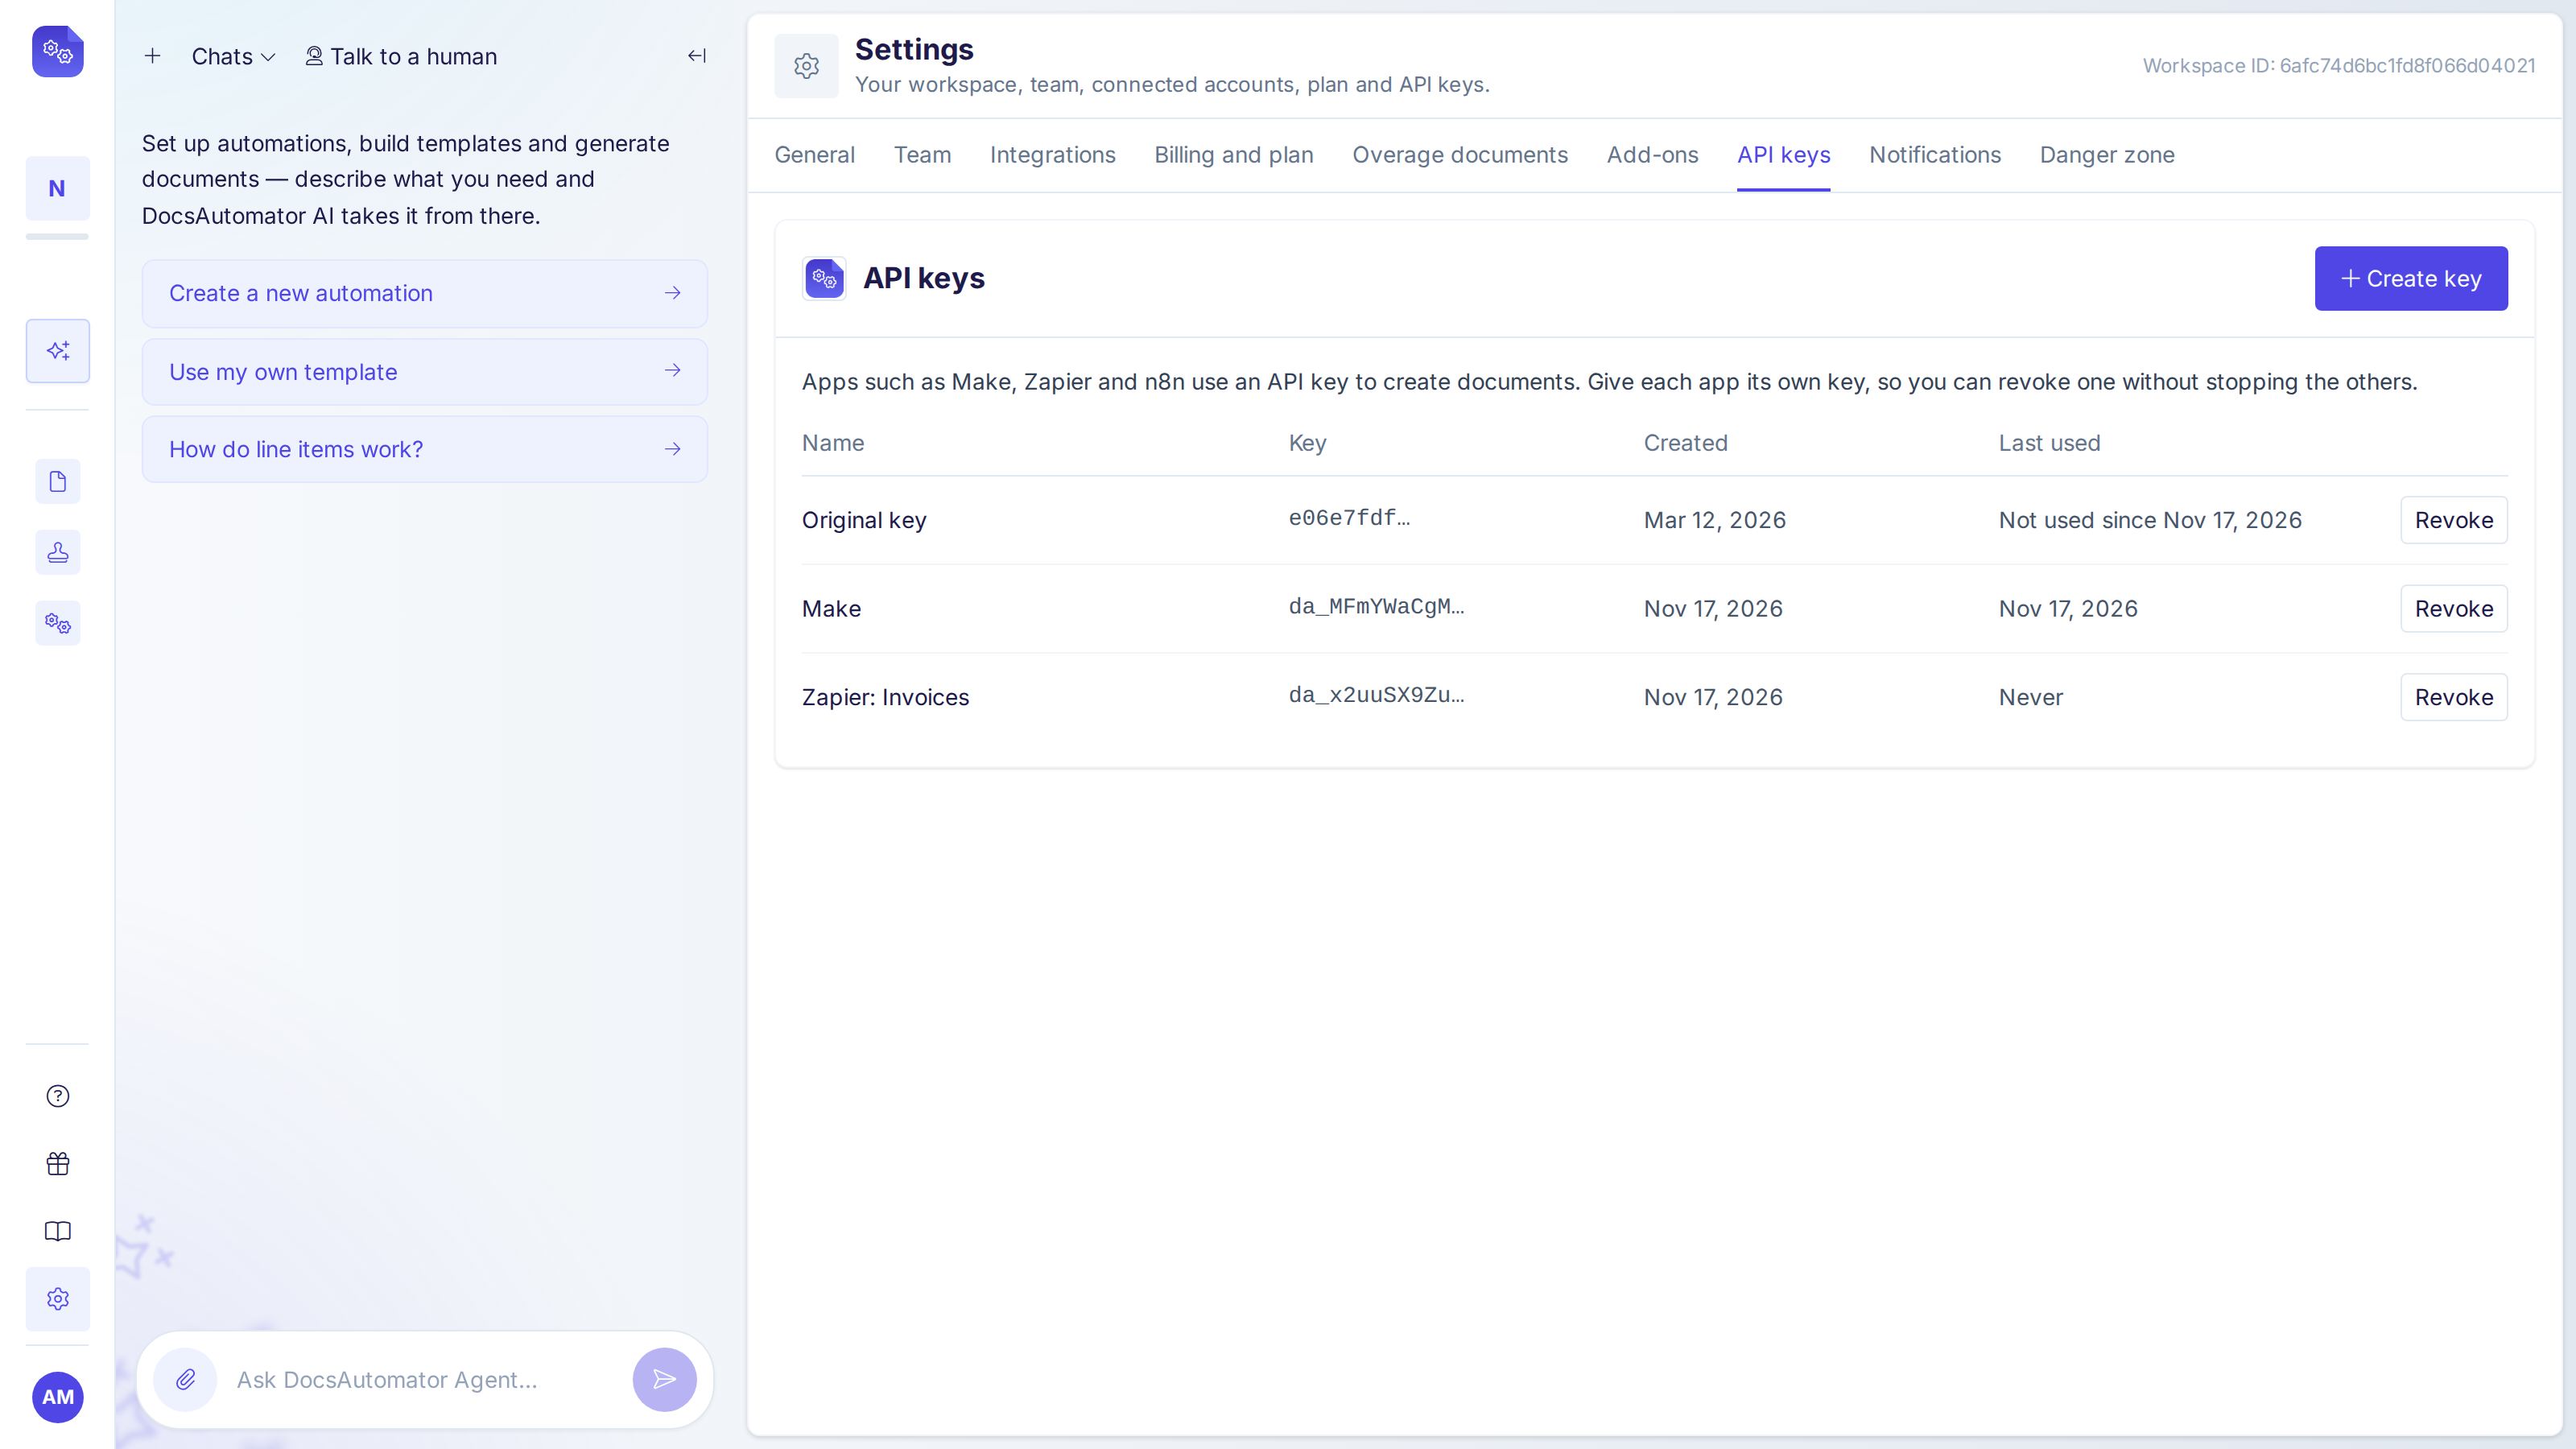 Chats
Talk to a human
Settings
Your workspace, team, connected accounts, plan and API keys.
Workspace ID: 6afc74d6bc1fd8f066d04021
N
Set up automations, build templates and generate
documents — describe what you need and
DocsAutomator AI takes it from there.
Create a new automation
Use my own template
How do line items work?
General Team Integrations Billing and plan Overage documents Add-ons API keys Notifications Danger zone
API keys
+ Create key
Apps such as Make, Zapier and n8n use an API key to create documents. Give each app its own key, so you can revoke one without stopping the others.
Name Key Created Last used
Original key e06e7fdf… Mar 12, 2026 Not used since Nov 17, 2026 Revoke
Make da_MFmYWaCgM… Nov 17, 2026 Nov 17, 2026 Revoke
Zapier: Invoices da_x2uuSX9Zu… Nov 17, 2026 Never Revoke
Ask DocsAutomator Agent...
AM